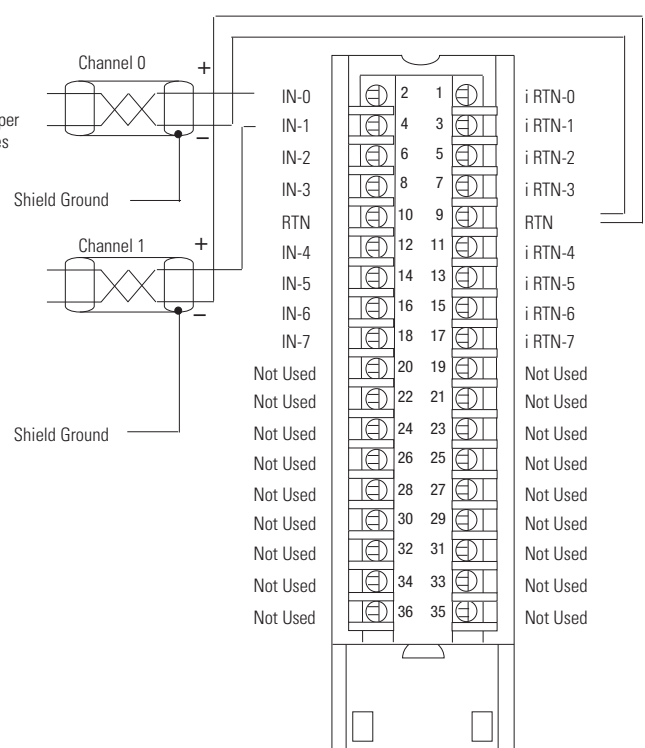 Channel 0
+
per
es
–
Shield Ground
Channel 1
+
–
Shield Ground
IN-0 2 1 i RTN-0
IN-1 4 3 i RTN-1
IN-2 6 5 i RTN-2
IN-3 8 7 i RTN-3
RTN 10 9 RTN
IN-4 12 11 i RTN-4
IN-5 14 13 i RTN-5
IN-6 16 15 i RTN-6
IN-7 18 17 i RTN-7
Not Used 20 19 Not Used
Not Used 22 21 Not Used
Not Used 24 23 Not Used
Not Used 26 25 Not Used
Not Used 28 27 Not Used
Not Used 30 29 Not Used
Not Used 32 31 Not Used
Not Used 34 33 Not Used
Not Used 36 35 Not Used